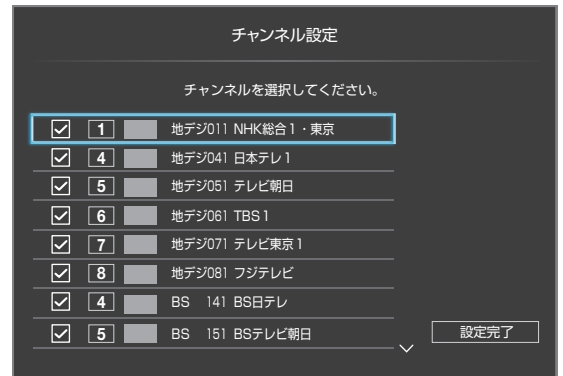 チャンネル設定
チャンネルを選択してください。
1 地デジ011 NHK総合1・東京
4 地デジ041 日本テレ1
5 地デジ051 テレビ朝日
6 地デジ061 TBS1
7 地デジ071 テレビ東京1
8 地デジ081 フジテレビ
4 BS 141 BS日テレ
5 BS 151 BSテレビ朝日
設定完了